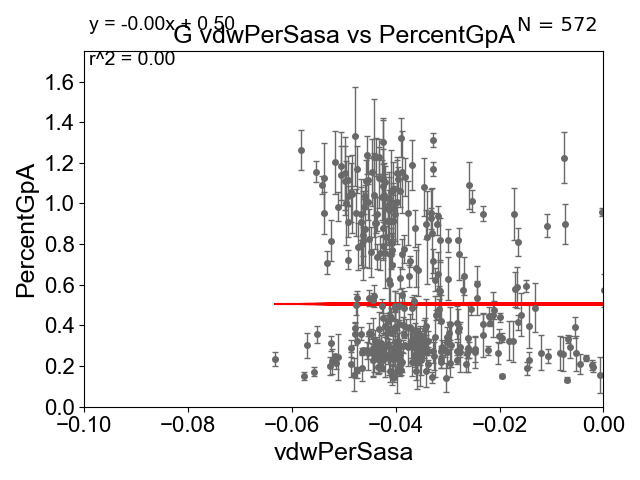 y = -0.00x + 0.50
G vdwPerSasa vs PercentGpA
N = 572
r^2 = 0.00
PercentGpA
1.6
1.4
1.2
1.0
0.8
0.6
0.4
0.2
0.0
−0.10
−0.08
−0.06
−0.04
−0.02
0.00
vdwPerSasa